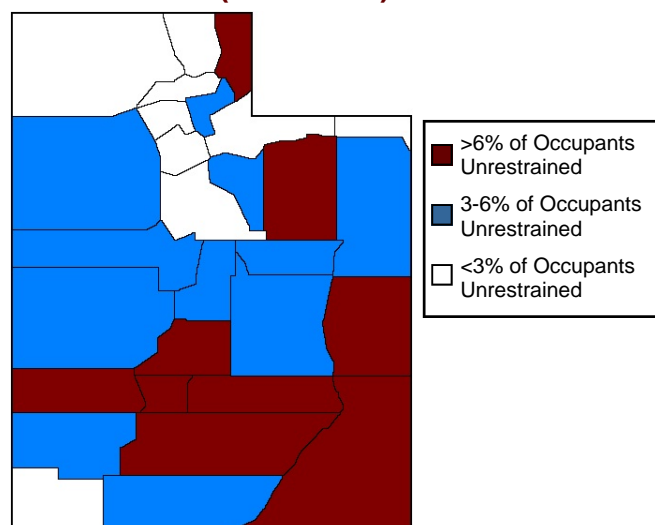 >6% of Occupants
Unrestrained
3-6% of Occupants
Unrestrained
<3% of Occupants
Unrestrained